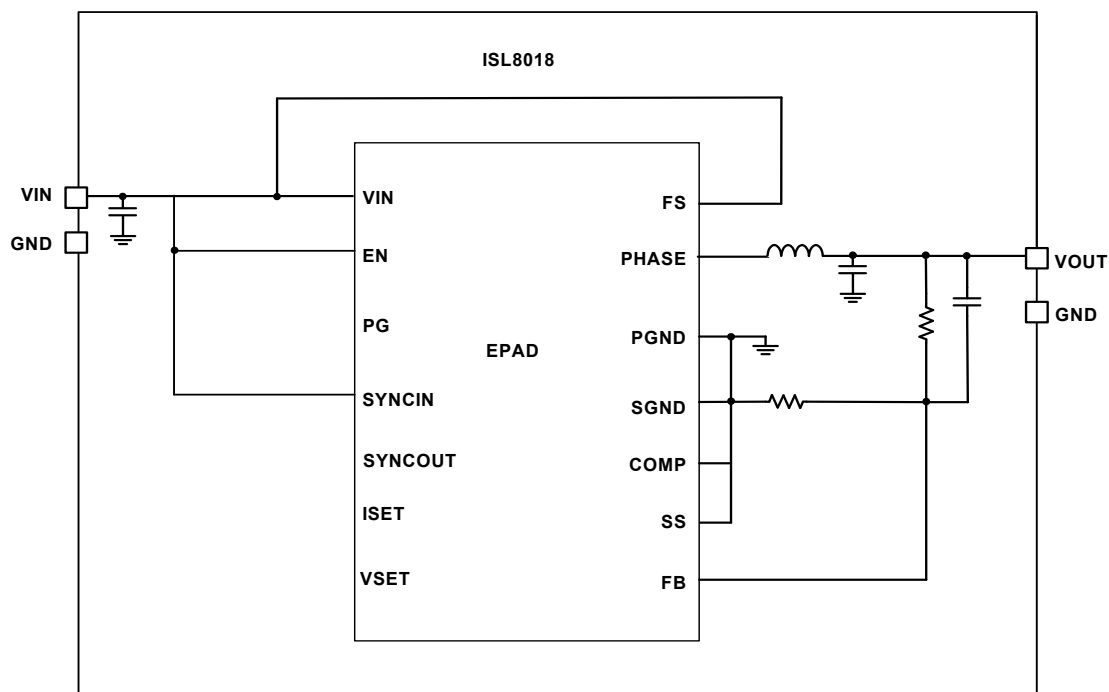 ISL8018
VIN
GND
VIN
EN
PG
SYNCIN
SYNCOUT
ISET
VSET
EPAD
FS
PHASE
PGND
SGND
COMP
SS
FB
VOUT
GND